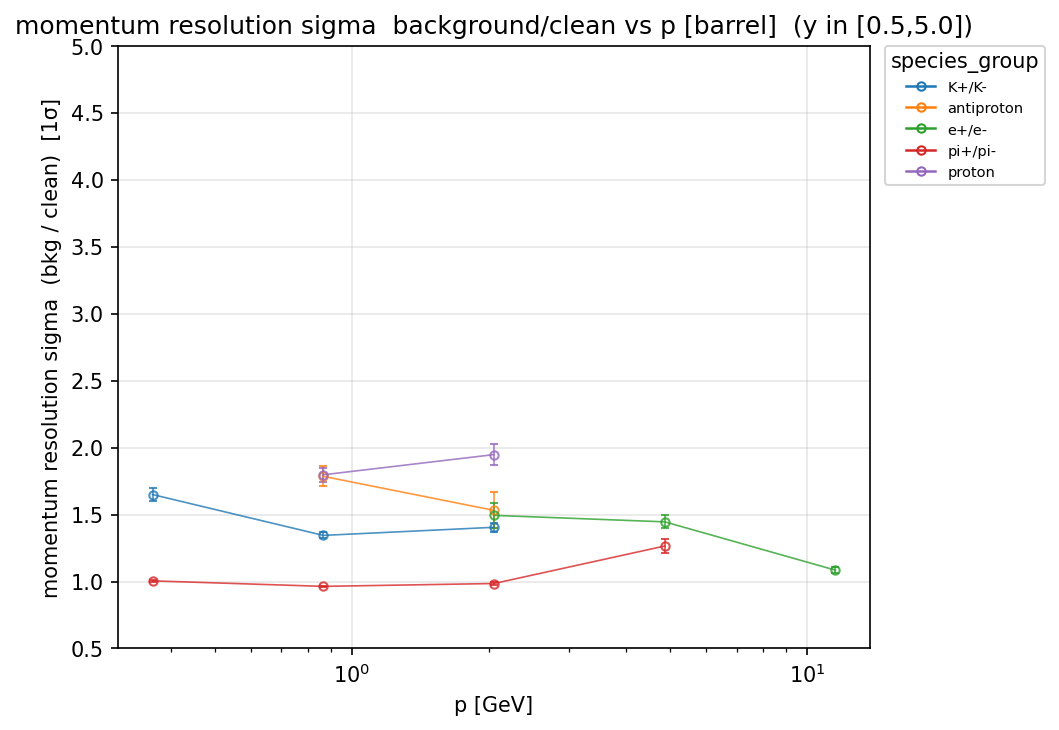 momentum resolution sigma  background/clean vs p [barrel]  (y in [0.5,5.0])
momentum resolution sigma  (bkg / clean)  [1σ]
5.0
4.5
4.0
3.5
3.0
2.5
2.0
1.5
1.0
0.5
10⁰
10¹
p [GeV]
species_group
K+/K-
antiproton
e+/e-
pi+/pi-
proton